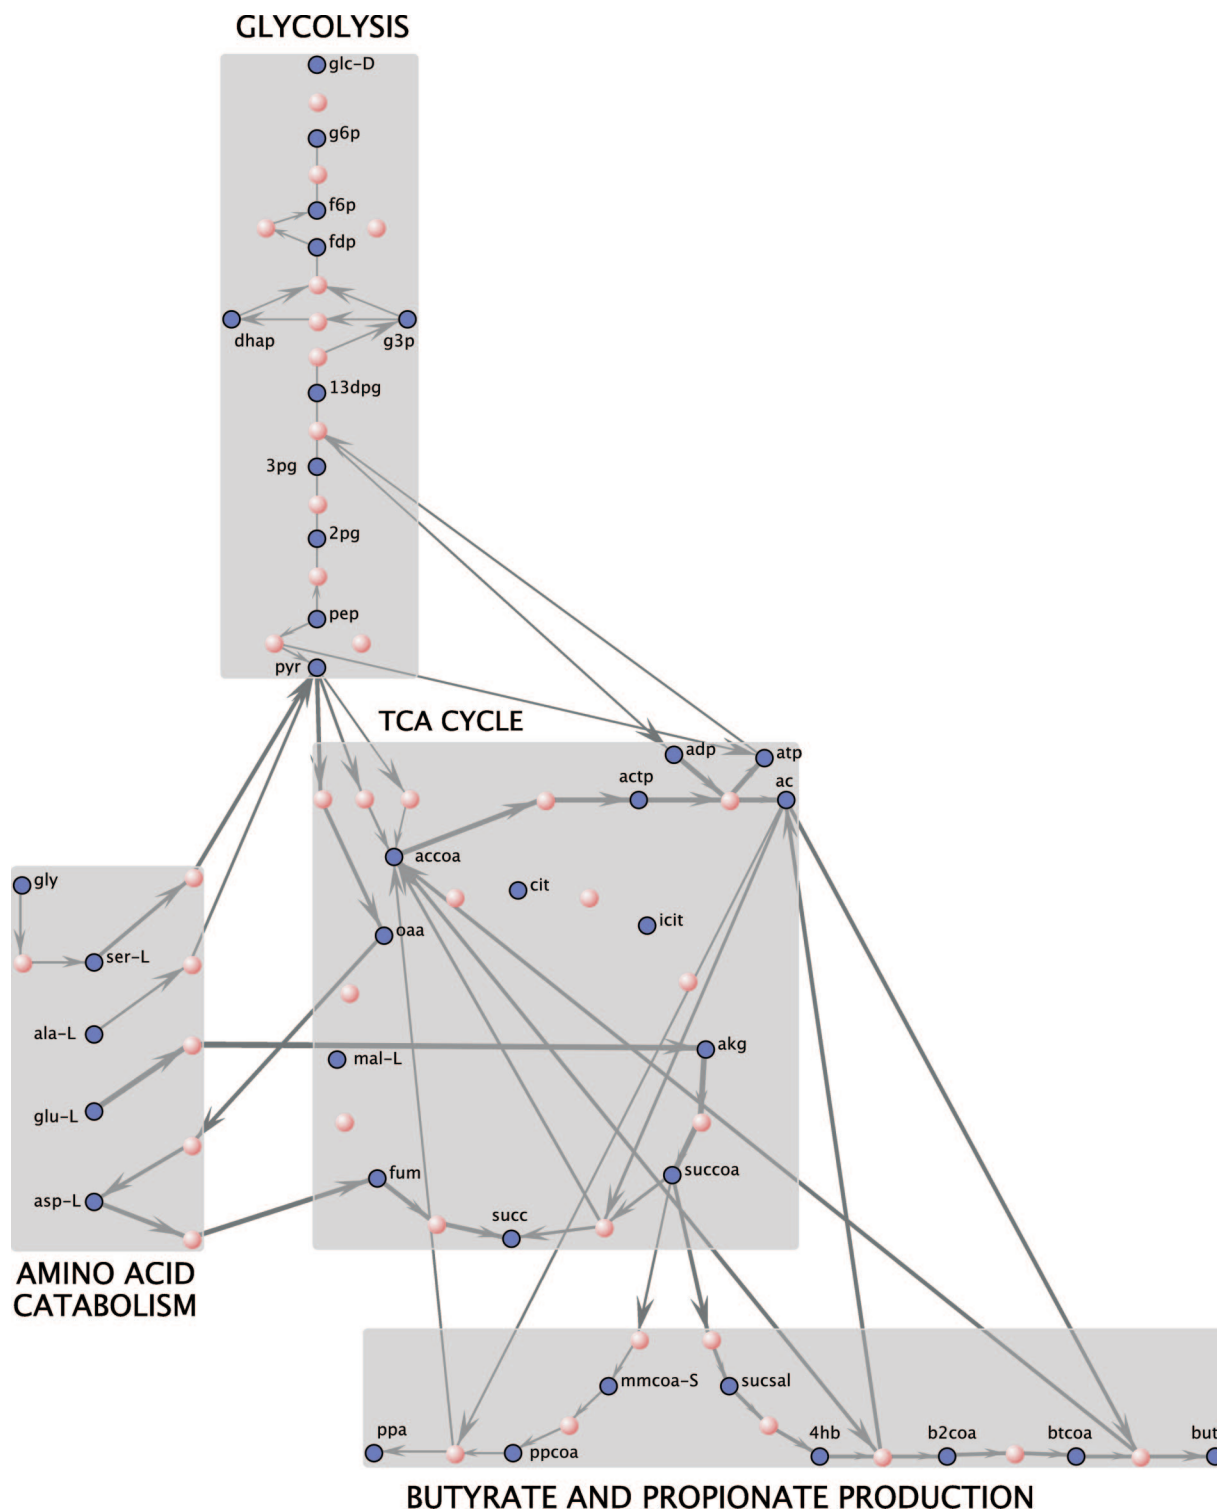 GLYCOLYSIS
glc-D
g6p
f6p
fdp
dhap
g3p
13dpg
3pg
2pg
pep
pyr
TCA CYCLE
adp
atp
actp
ac
accoa
cit
icit
oaa
gly
ser-L
ala-L
akg
mal-L
glu-L
fum
succoa
asp-L
succ
AMINO ACID
CATABOLISM
mmcoa-S
sucsal
ppa
ppcoa
4hb
b2coa
btcoa
but
BUTYRATE AND PROPIONATE PRODUCTION